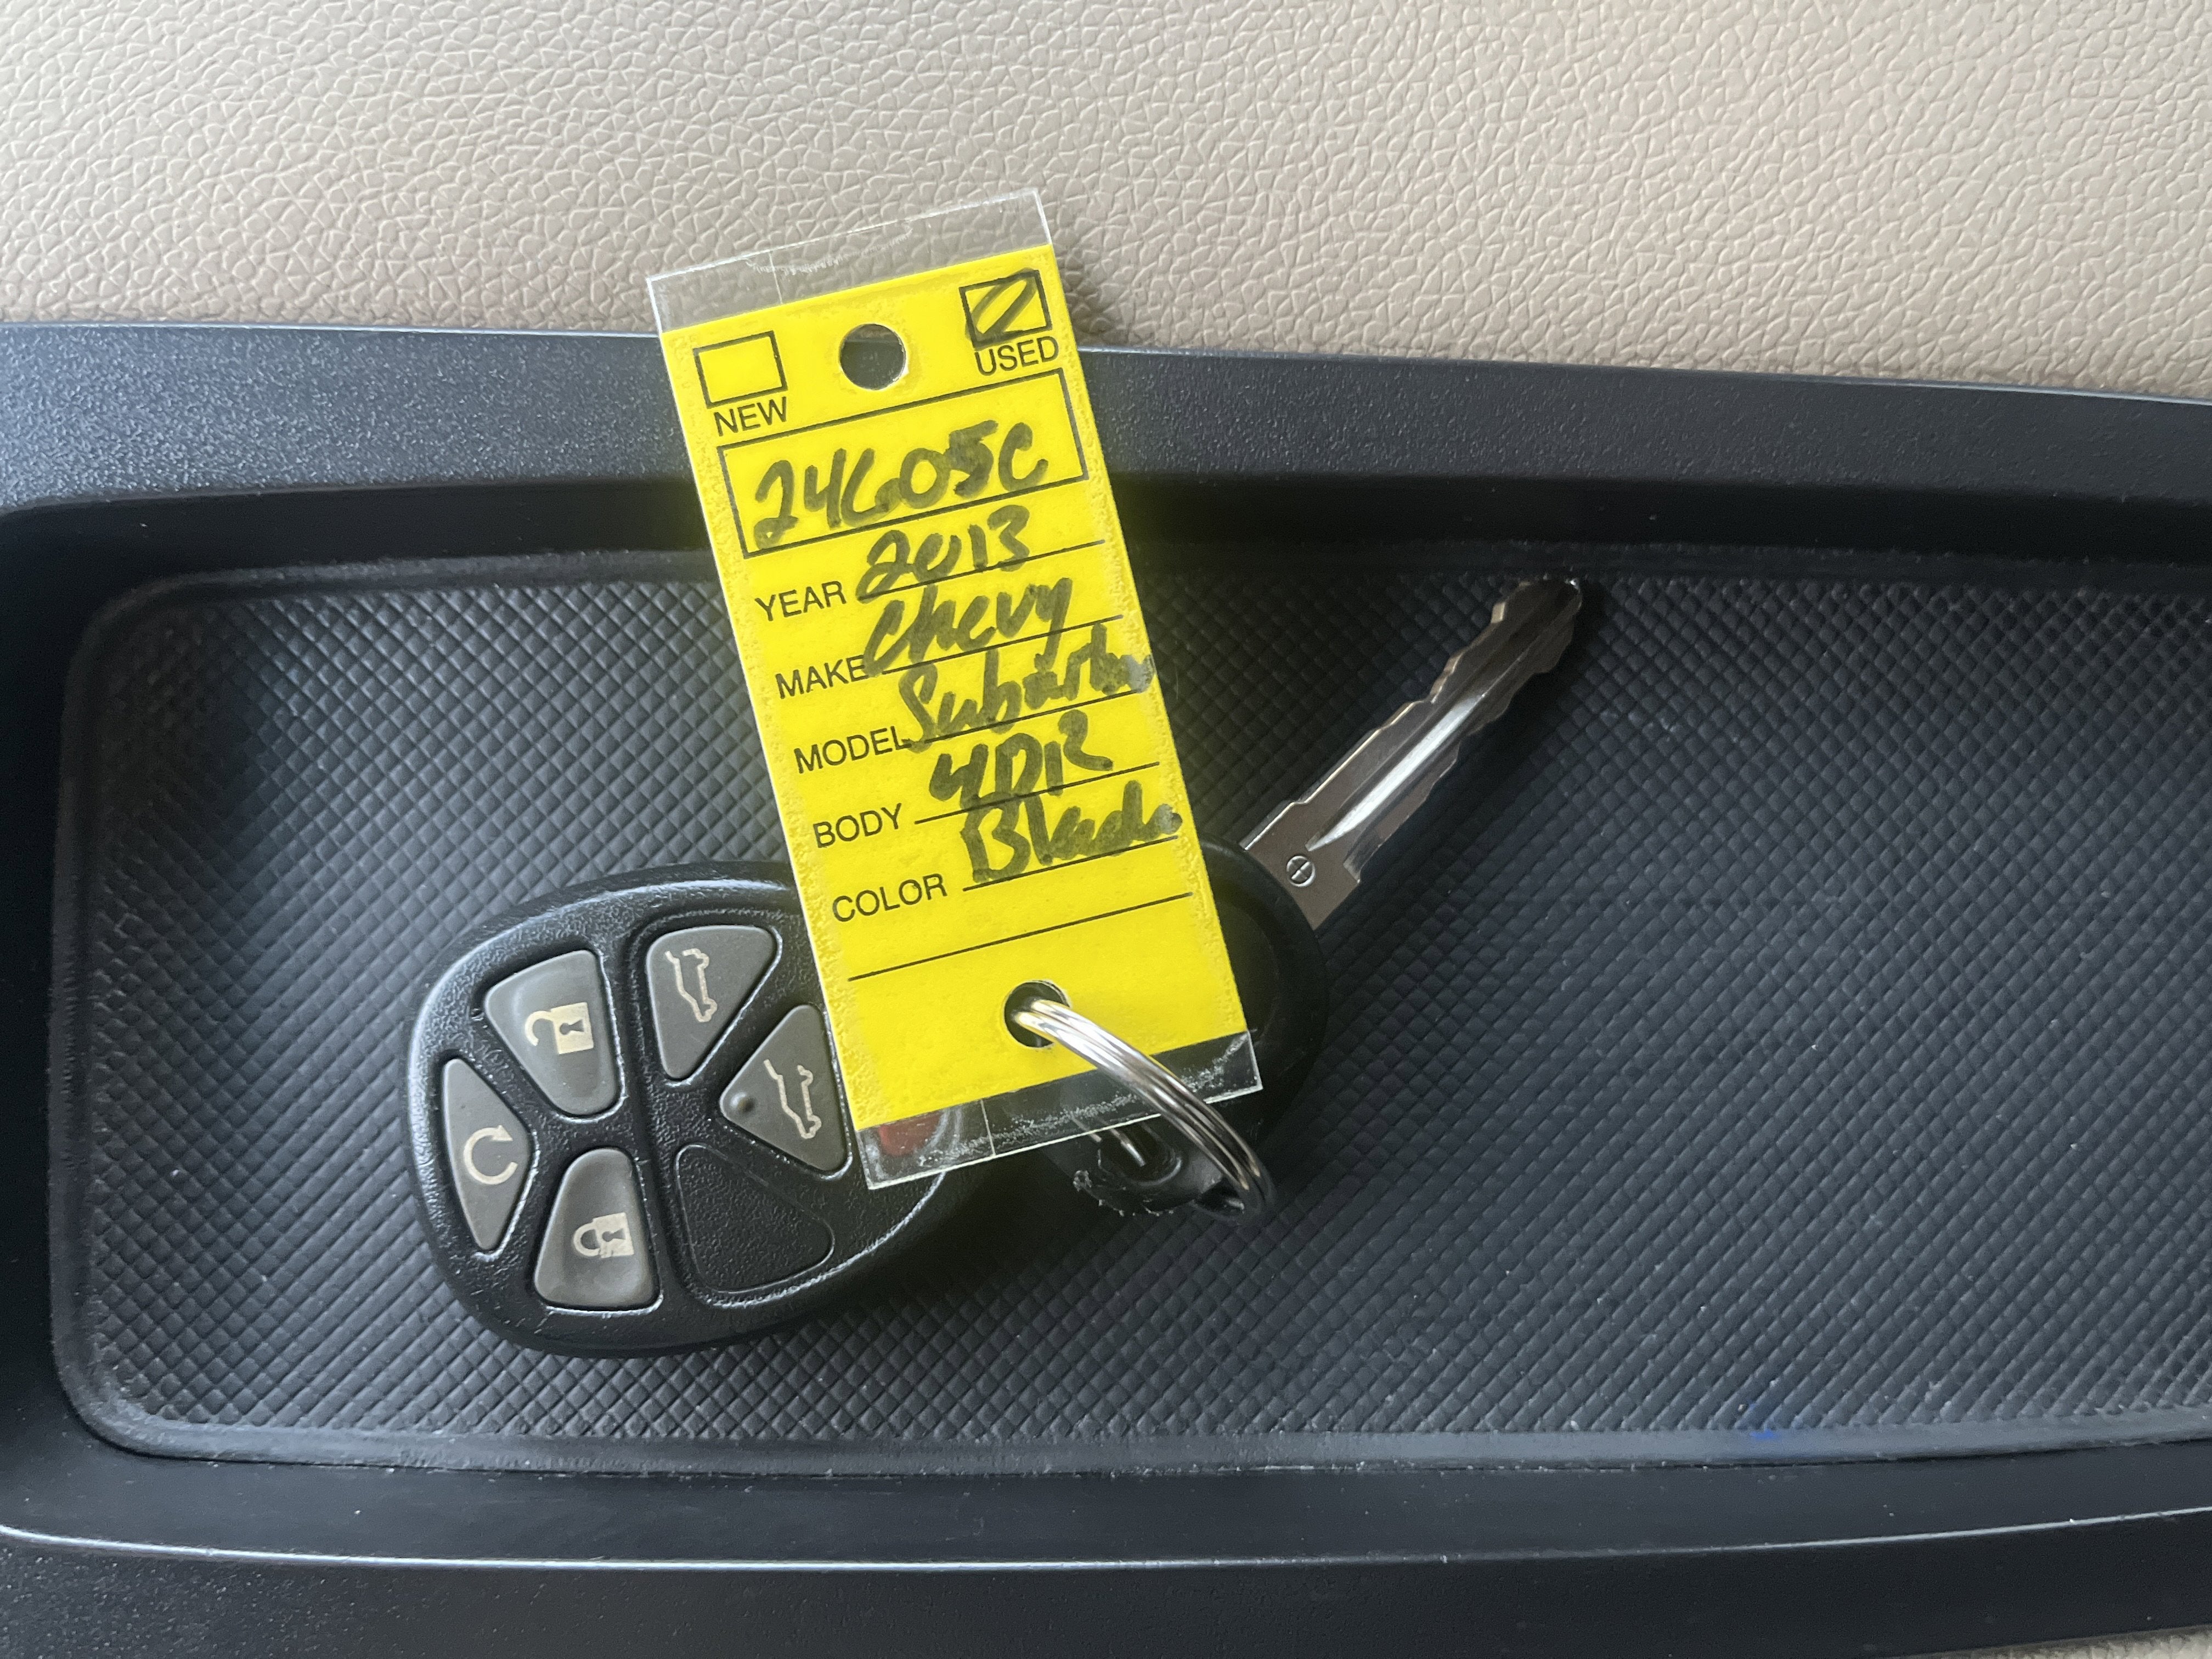 NEW USED
24605C
YEAR 2013
MAKE Chevy
MODEL Suburban
BODY 4DR
COLOR Black